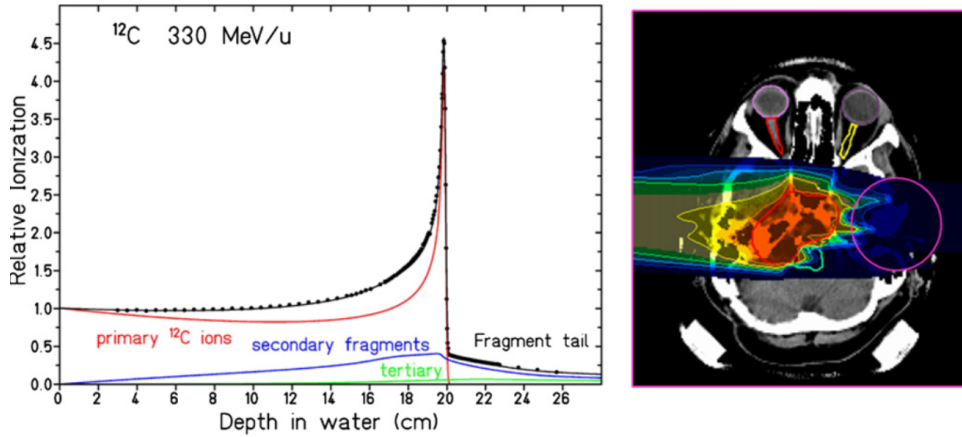 ¹²C 330 MeV/u
Relative Ionization
4.5
4.0
3.5
3.0
2.5
2.0
1.5
1.0
0.5
0.0
primary ¹²C ions
secondary fragments
tertiary
Fragment tail
0 2 4 6 8 10 12 14 16 18 20 22 24 26
Depth in water (cm)